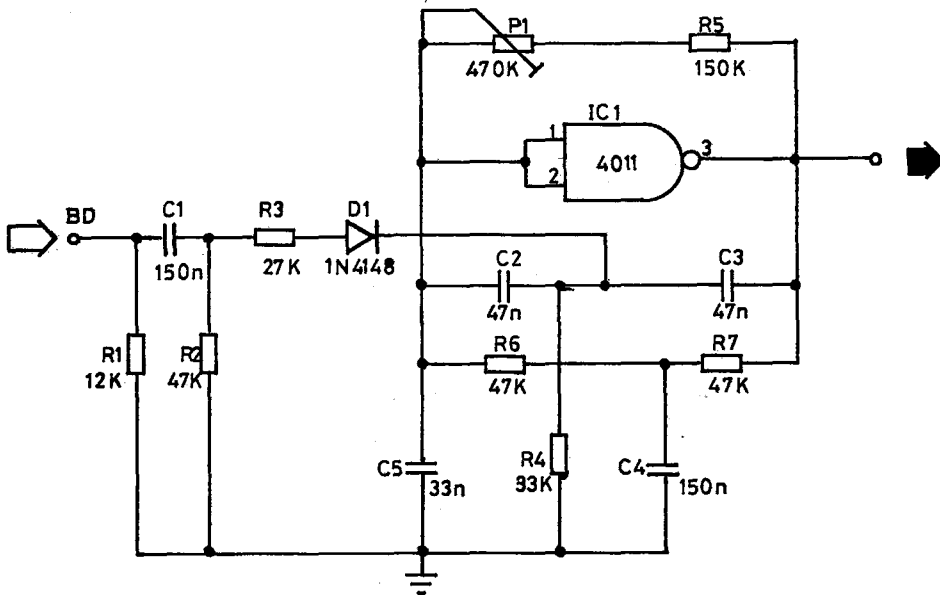 P1
470K
R5
150K
IC1
1
2
4011
3
BD
C1
150n
R3
27K
D1
1N4148
C2
47n
C3
47n
R1
12K
R2
47K
R6
47K
R7
47K
C5
33n
R4
33K
C4
150n